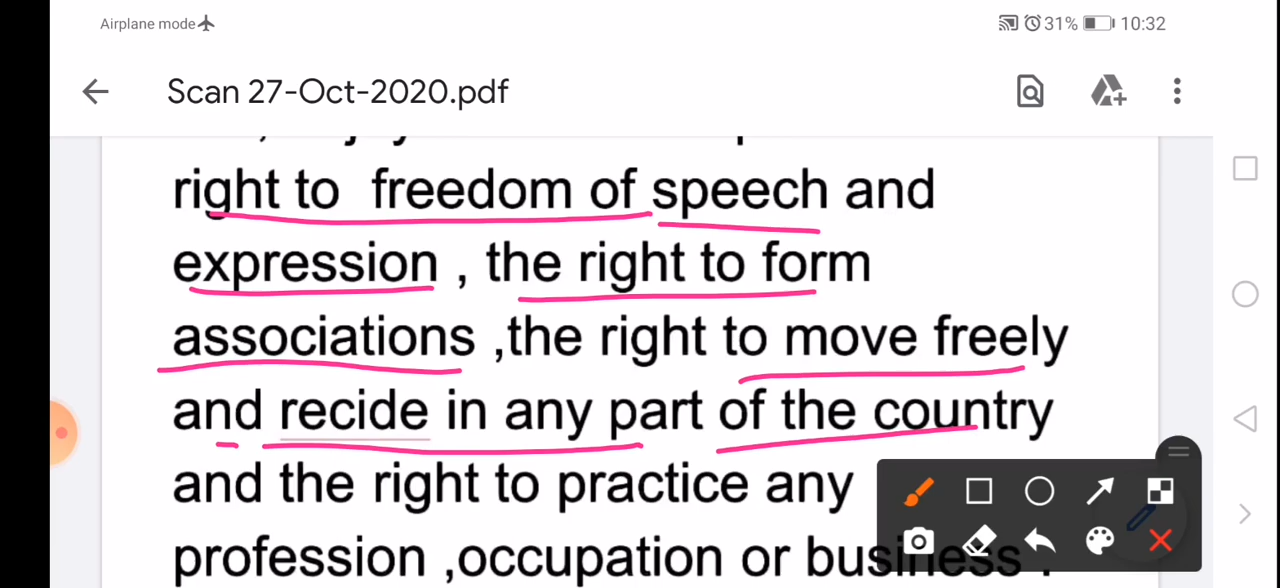 Airplane mode 31% 10:32
Scan 27-Oct-2020.pdf
right to freedom of speech and
expression , the right to form
associations ,the right to move freely
and recide in any part of the country
and the right to practice any
profession ,occupation or business .